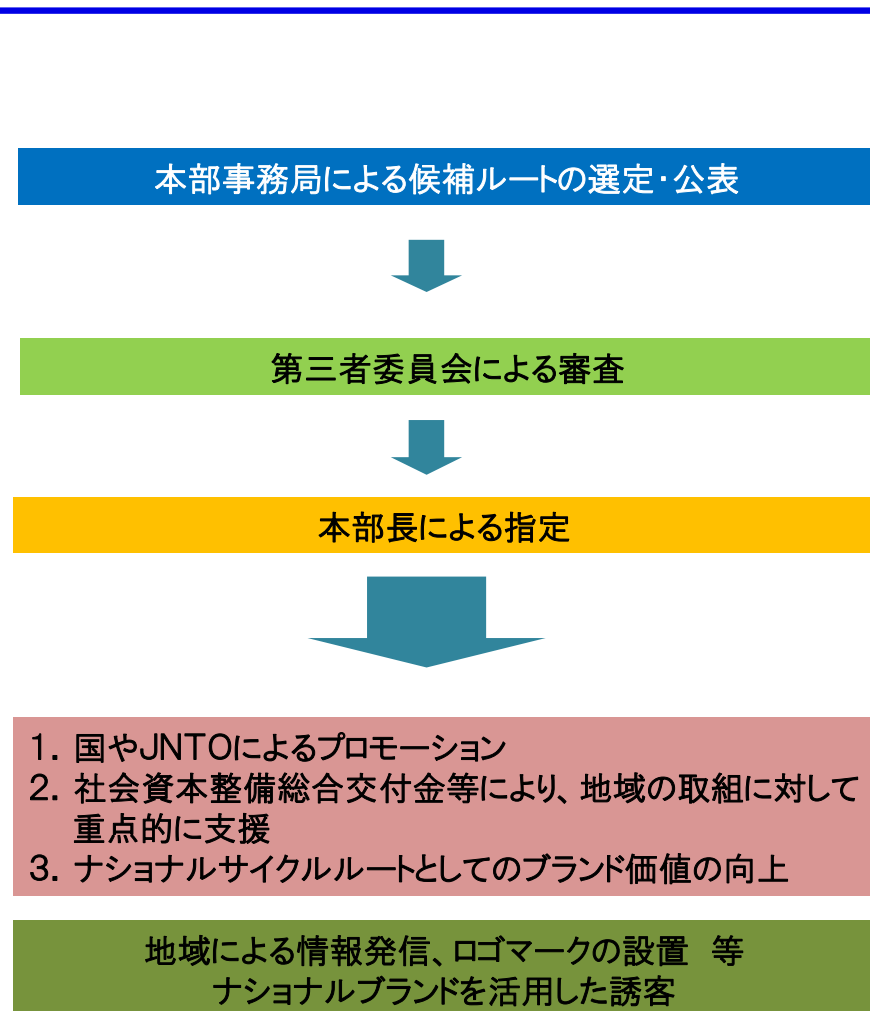 本部事務局による候補ルートの選定・公表
第三者委員会による審査
本部長による指定
1．国やJNTOによるプロモーション
2．社会資本整備総合交付金等により、地域の取組に対して
重点的に支援
3．ナショナルサイクルルートとしてのブランド価値の向上
地域による情報発信、ロゴマークの設置　等
ナショナルブランドを活用した誘客